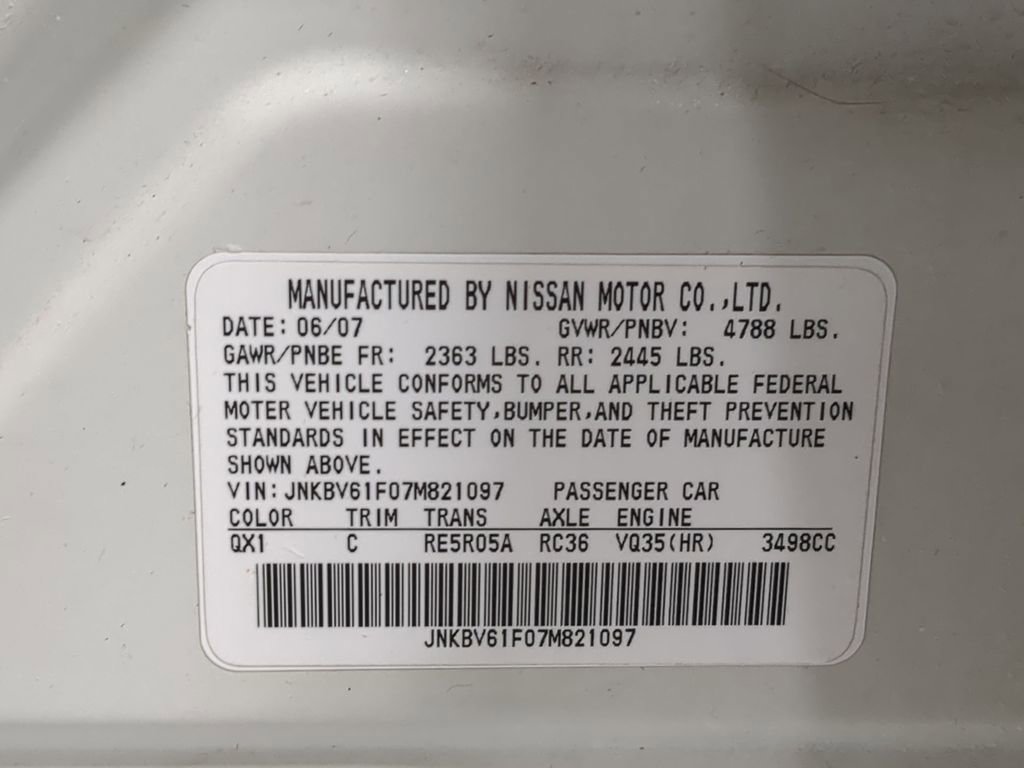 MANUFACTURED BY NISSAN MOTOR CO.,LTD.
DATE: 06/07 GVWR/PNBV: 4788 LBS.
GAWR/PNBE FR: 2363 LBS. RR: 2445 LBS.
THIS VEHICLE CONFORMS TO ALL APPLICABLE FEDERAL
MOTER VEHICLE SAFETY,BUMPER,AND THEFT PREVENTION
STANDARDS IN EFFECT ON THE DATE OF MANUFACTURE
SHOWN ABOVE.
VIN: JNKBV61F07M821097 PASSENGER CAR
COLOR TRIM TRANS AXLE ENGINE
QX1 C RE5R05A RC36 VQ35(HR) 3498CC
JNKBV61F07M821097